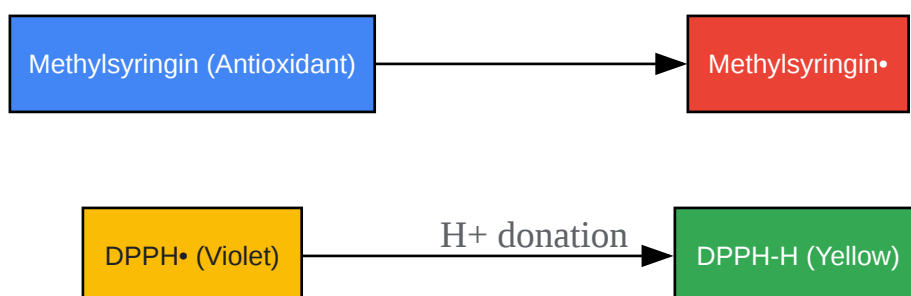 Methylsyringin (Antioxidant)
Methylsyringin•
H+ donation
DPPH• (Violet)
DPPH-H (Yellow)